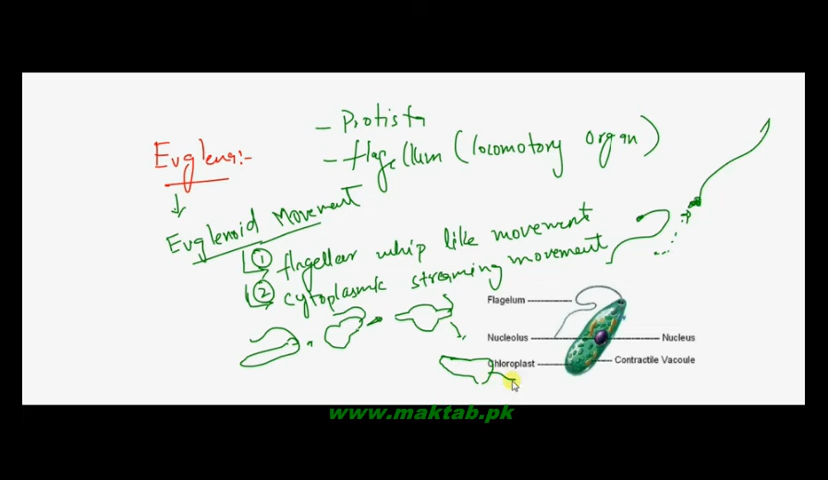 Euglena:-
- Protista
- flagellum (locomotory organ)
Euglenoid Movement
1 flagellar whip like movement
2 cytoplasmic streaming movement
Flagelum
Nucleolus
Nucleus
Chloroplast
Contractile Vacoule
www.maktab.pk